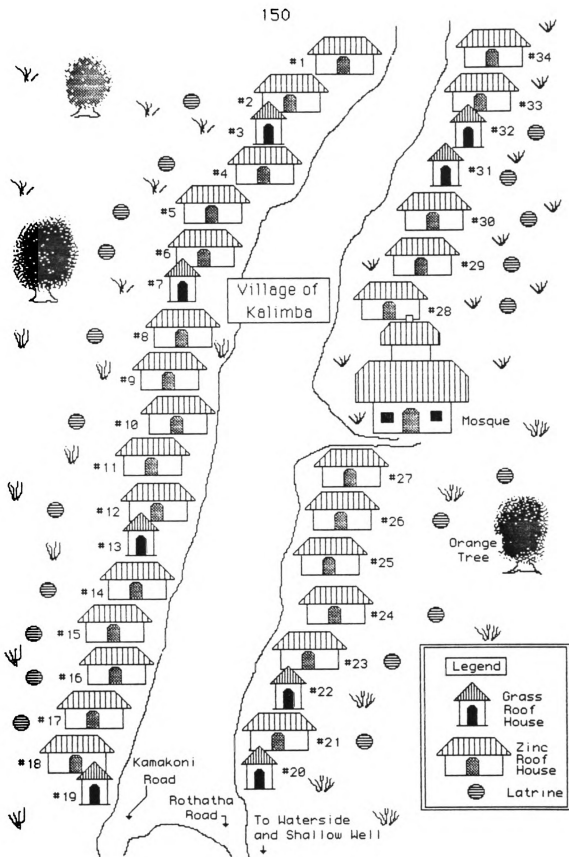 150
#1
#2
#3
#4
#5
#6
#7
#8
#9
#10
#11
#12
#13
#14
#15
#16
#17
#18
#19
Kamakoni
Road
Rothatha
Road
To Waterside
and Shallow Well
Village of
Kalimba
#34
#33
#32
#31
#30
#29
#28
Mosque
#27
#26
#25
#24
#23
#22
#21
#20
Orange
Tree
Legend
Grass
Roof
House
Zinc
Roof
House
Latrine